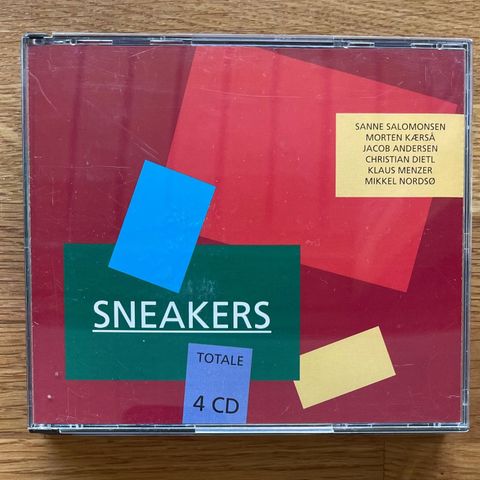 SANNE SALOMONSEN
MORTEN KÆRSÅ
JACOB ANDERSEN
CHRISTIAN DIETL
KLAUS MENZER
MIKKEL NORDSØ
SNEAKERS
TOTALE
4 CD